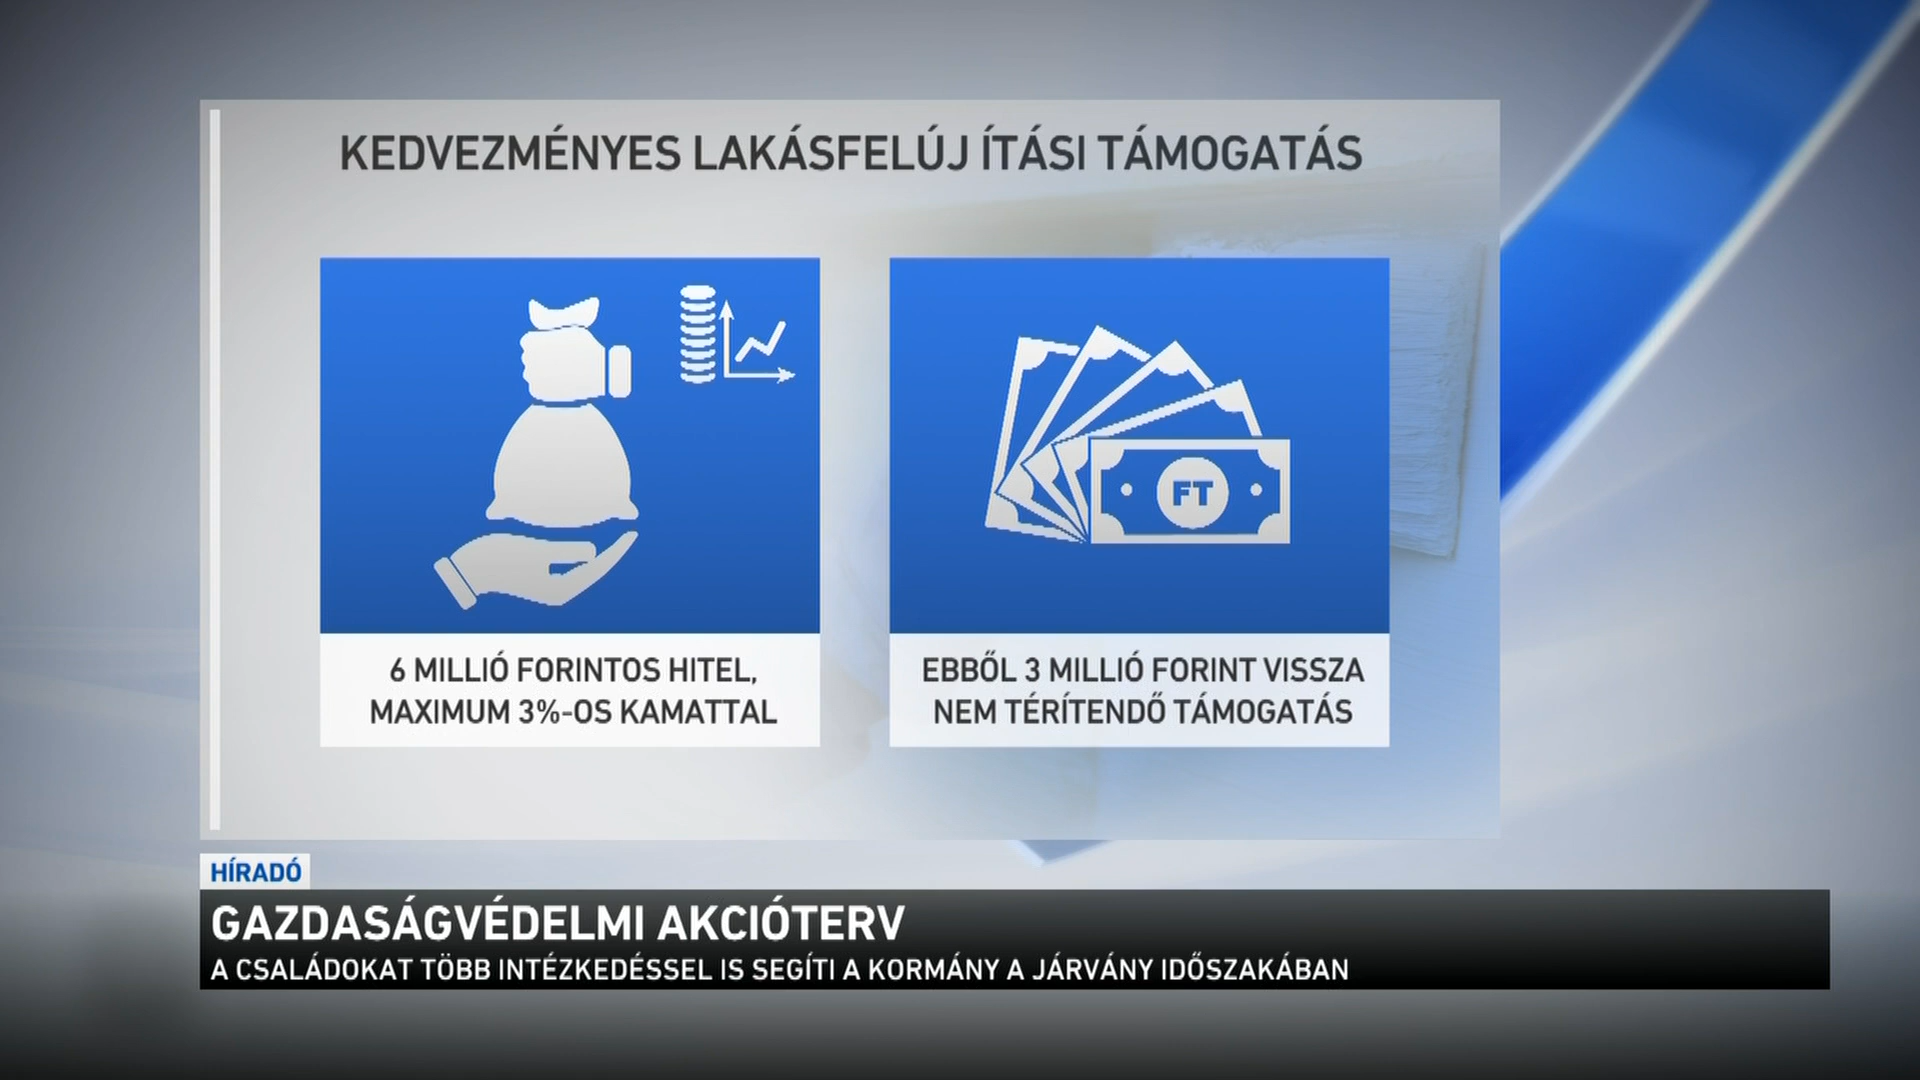 KEDVEZMÉNYES LAKÁSFELÚJ ÍTÁSI TÁMOGATÁS
FT
6 MILLIÓ FORINTOS HITEL,
MAXIMUM 3%-OS KAMATTAL
EBBŐL 3 MILLIÓ FORINT VISSZA
NEM TÉRÍTENDŐ TÁMOGATÁS
HÍRADÓ
GAZDASÁGVÉDELMI AKCIÓTERV
A CSALÁDOKAT TÖBB INTÉZKEDÉSSEL IS SEGÍTI A KORMÁNY A JÁRVÁNY IDŐSZAKÁBAN